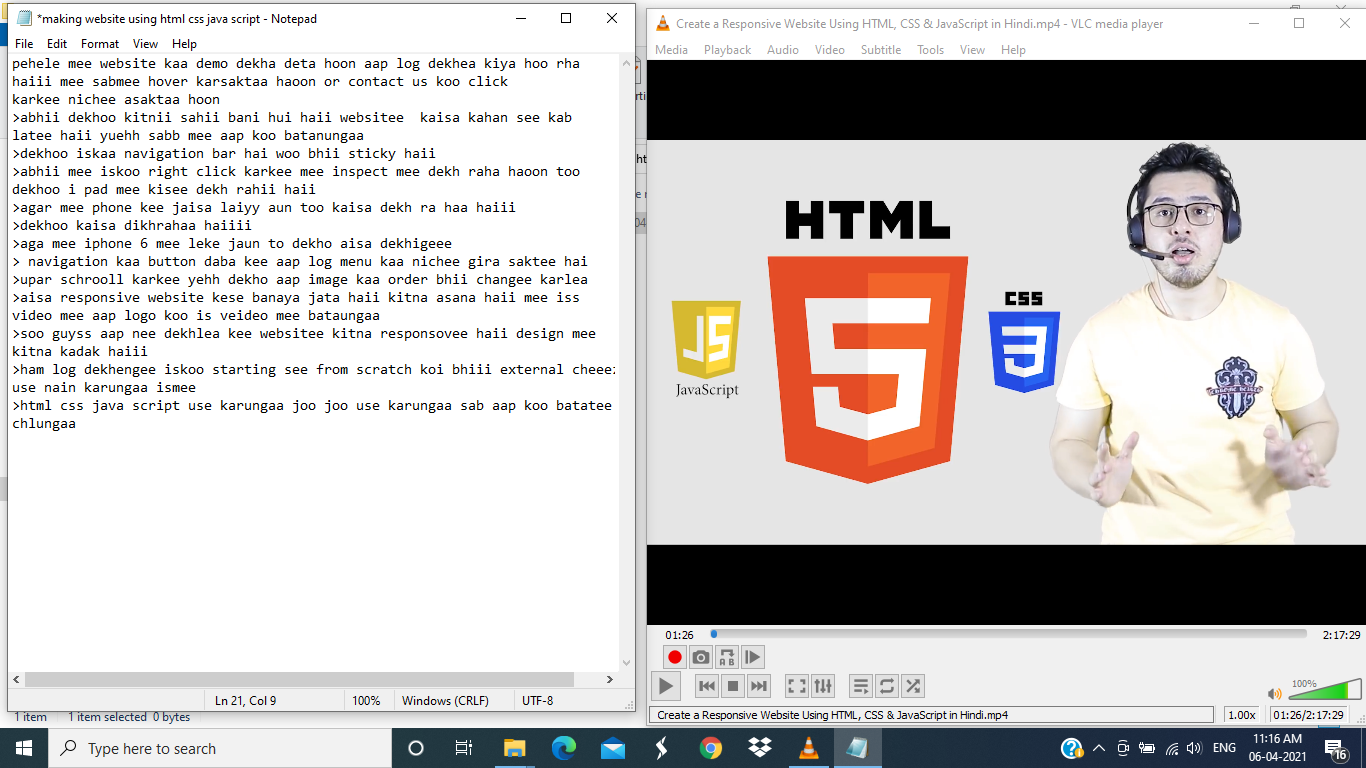 *making website using html css java script - Notepad
File Edit Format View Help
pehele mee website kaa demo dekha deta hoon aap log dekhea kiya hoo rha
haiii mee sabmee hover karsaktaa haoon or contact us koo click
karkee nichee asaktaa hoon
>abhii dekhoo kitnii sahii bani hui haii websitee  kaisa kahan see kab
latee haii yuehh sabb mee aap koo batanungaa
>dekhoo iskaa navigation bar hai woo bhii sticky haii
>abhii mee iskoo right click karkee mee inspect mee dekh raha haoon too
dekhoo i pad mee kisee dekh rahii haii
>agar mee phone kee jaisa laiyy aun too kaisa dekh ra haa haiii
>dekhoo kaisa dikhrahaa haiiii
>aga mee iphone 6 mee leke jaun to dekho aisa dekhigeee
> navigation kaa button daba kee aap log menu kaa nichee gira saktee hai
>upar schrooll karkee yehh dekho aap image kaa order bhii changee karlea
>aisa responsive website kese banaya jata haii kitna asana haii mee iss
video mee aap logo koo is veideo mee bataungaa
>soo guyss aap nee dekhlea kee websitee kitna responsovee haii design mee
kitna kadak haiii
>ham log dekhengee iskoo starting see from scratch koi bhiii external cheee
use nain karungaa ismee
>html css java script use karungaa joo joo use karungaa sab aap koo batatee
chlungaa
Ln 21, Col 9 100% Windows (CRLF) UTF-8
1 item 1 item selected 0 bytes
Create a Responsive Website Using HTML, CSS & JavaScript in Hindi.mp4 - VLC media player
Media Playback Audio Video Subtitle Tools View Help
HTML
CSS
JS
JavaScript
01:26 2:17:29
100%
Create a Responsive Website Using HTML, CSS & JavaScript in Hindi.mp4 1.00x 01:26/2:17:29
Type here to search
ENG
11:16 AM
06-04-2021
16